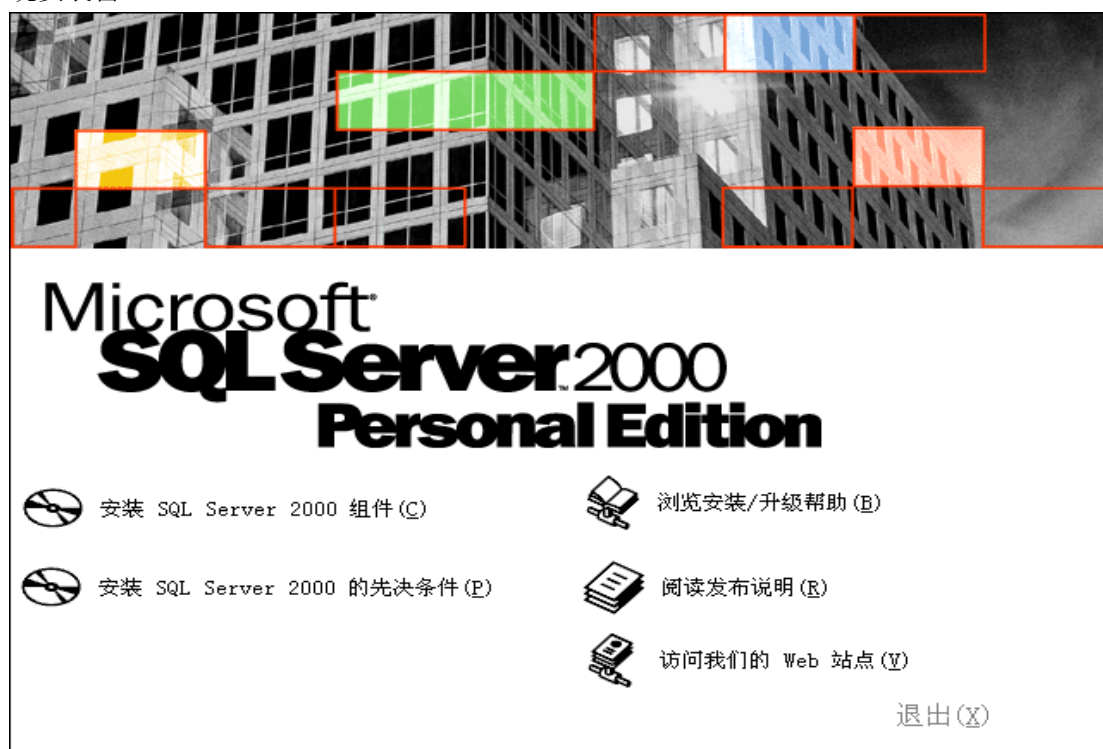 Microsoft®
SQL Server™ 2000
Personal Edition
安装 SQL Server 2000 组件(C)
浏览安装/升级帮助(B)
安装 SQL Server 2000 的先决条件(P)
阅读发布说明(R)
访问我们的 Web 站点(V)
退出(X)